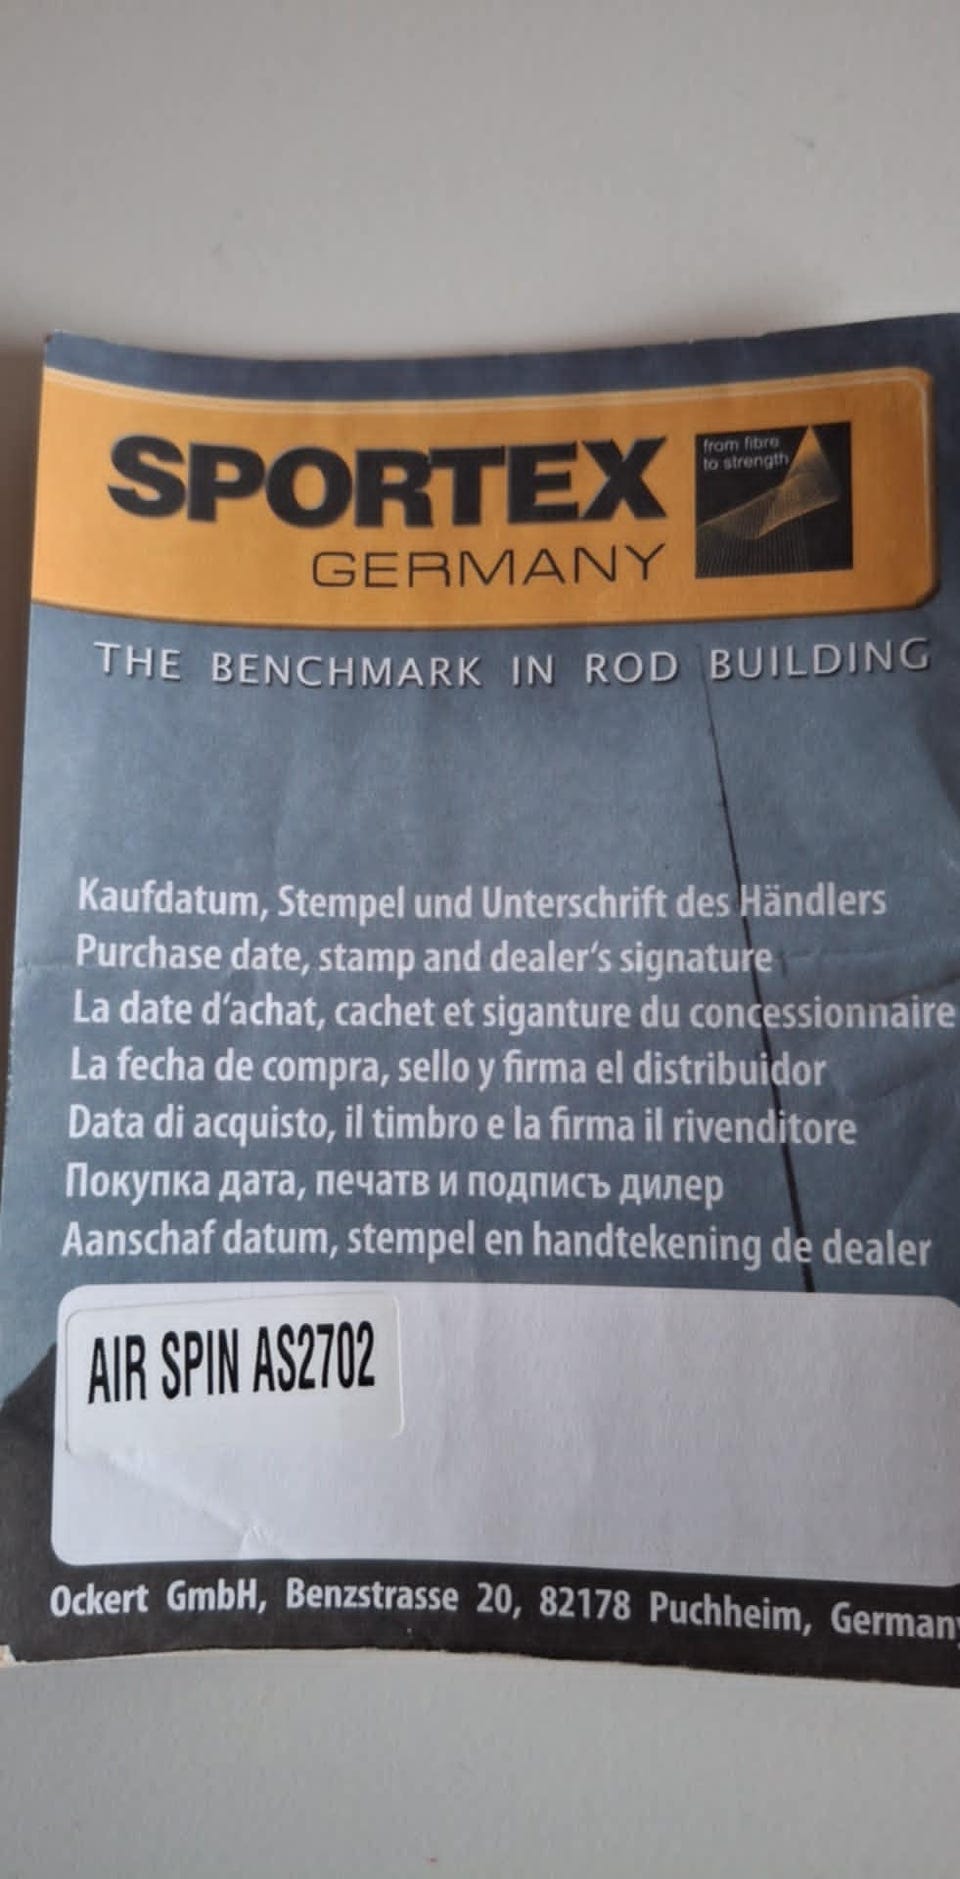 SPORTEX
GERMANY
from fibre
to strength
THE BENCHMARK IN ROD BUILDING
Kaufdatum, Stempel und Unterschrift des Händlers
Purchase date, stamp and dealer‘s signature
La date d‘achat, cachet et siganture du concessionnaire
La fecha de compra, sello y firma el distribuidor
Data di acquisto, il timbro e la firma il rivenditore
Покупка дата, печатв и подписъ дилер
Aanschaf datum, stempel en handtekening de dealer
AIR SPIN AS2702
Ockert GmbH, Benzstrasse 20, 82178 Puchheim, Germany